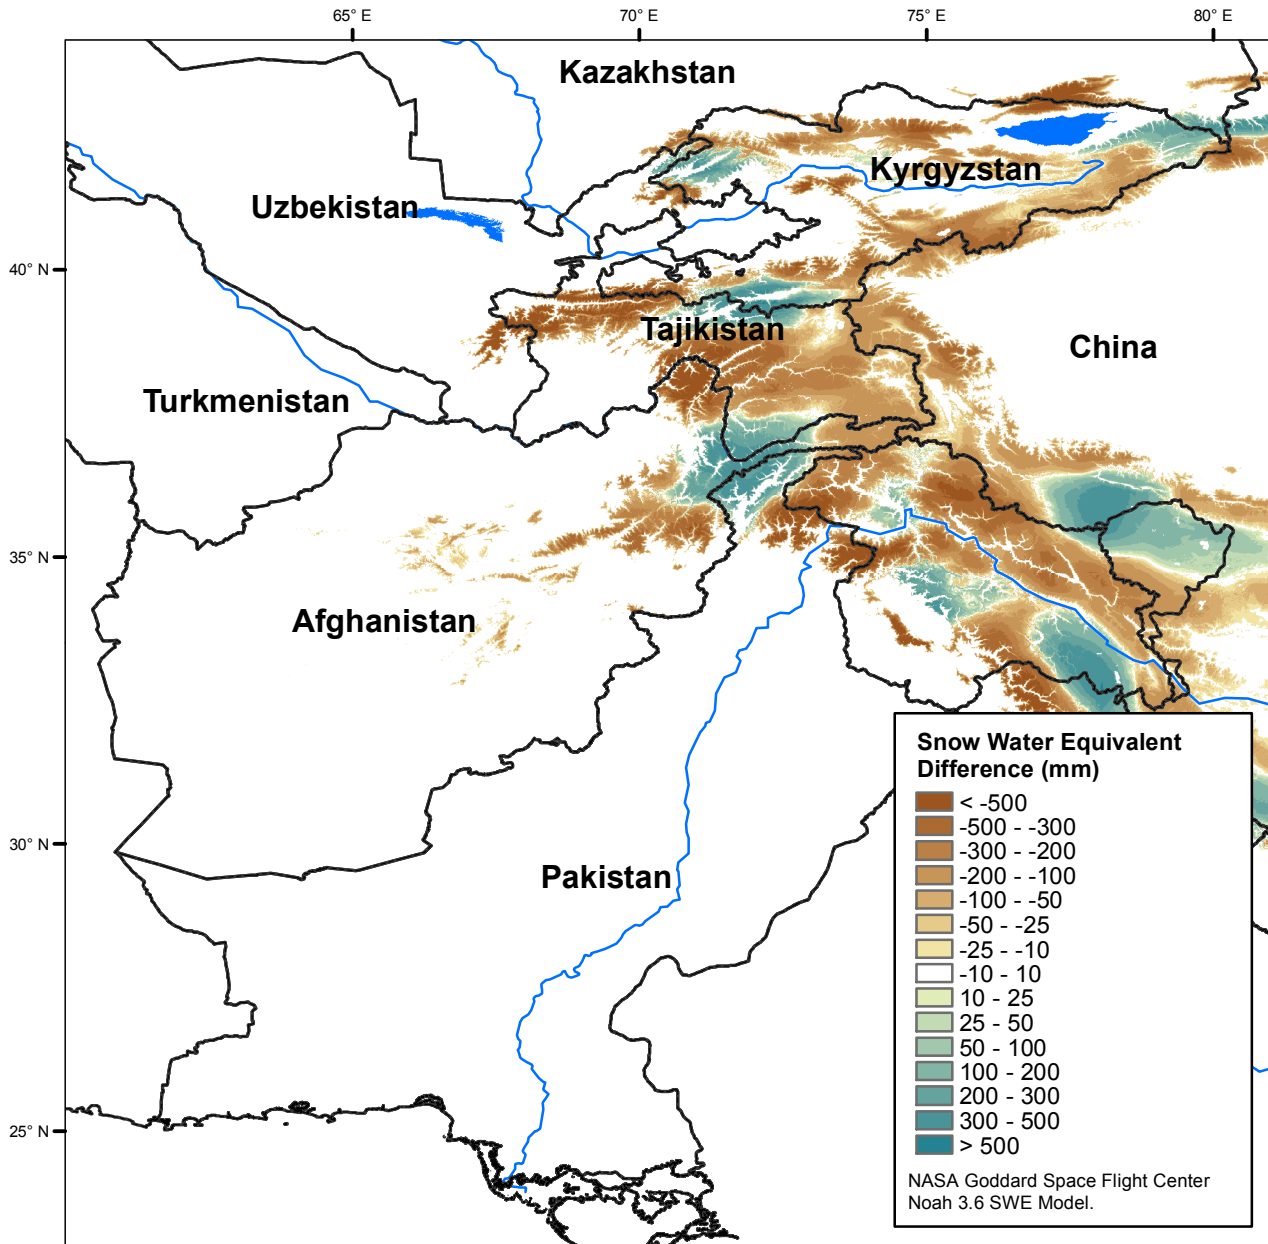 65° E
70° E
75° E
80° E
Kazakhstan
Kyrgyzstan
Uzbekistan
40° N
Tajikistan
China
Turkmenistan
35° N
Afghanistan
30° N
Pakistan
25° N
Snow Water Equivalent
Difference (mm)
< -500
-500 - -300
-300 - -200
-200 - -100
-100 - -50
-50 - -25
-25 - -10
-10 - 10
10 - 25
25 - 50
50 - 100
100 - 200
200 - 300
300 - 500
> 500
NASA Goddard Space Flight Center
Noah 3.6 SWE Model.